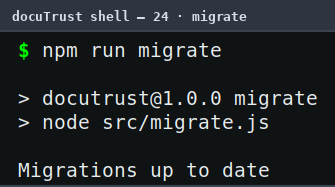 docuTrust shell — 24 · migrate
$ npm run migrate
> docutrust@1.0.0 migrate
> node src/migrate.js
Migrations up to date